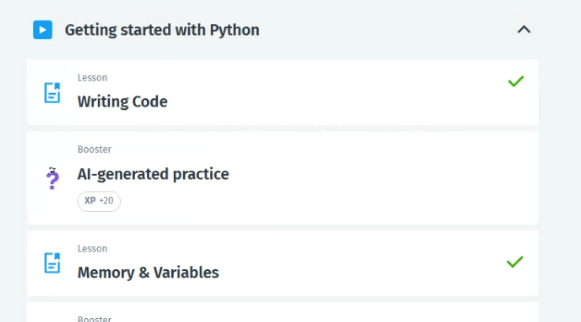 Getting started with Python
Lesson
Writing Code
Booster
AI-generated practice
XP +20
Lesson
Memory & Variables
Booster